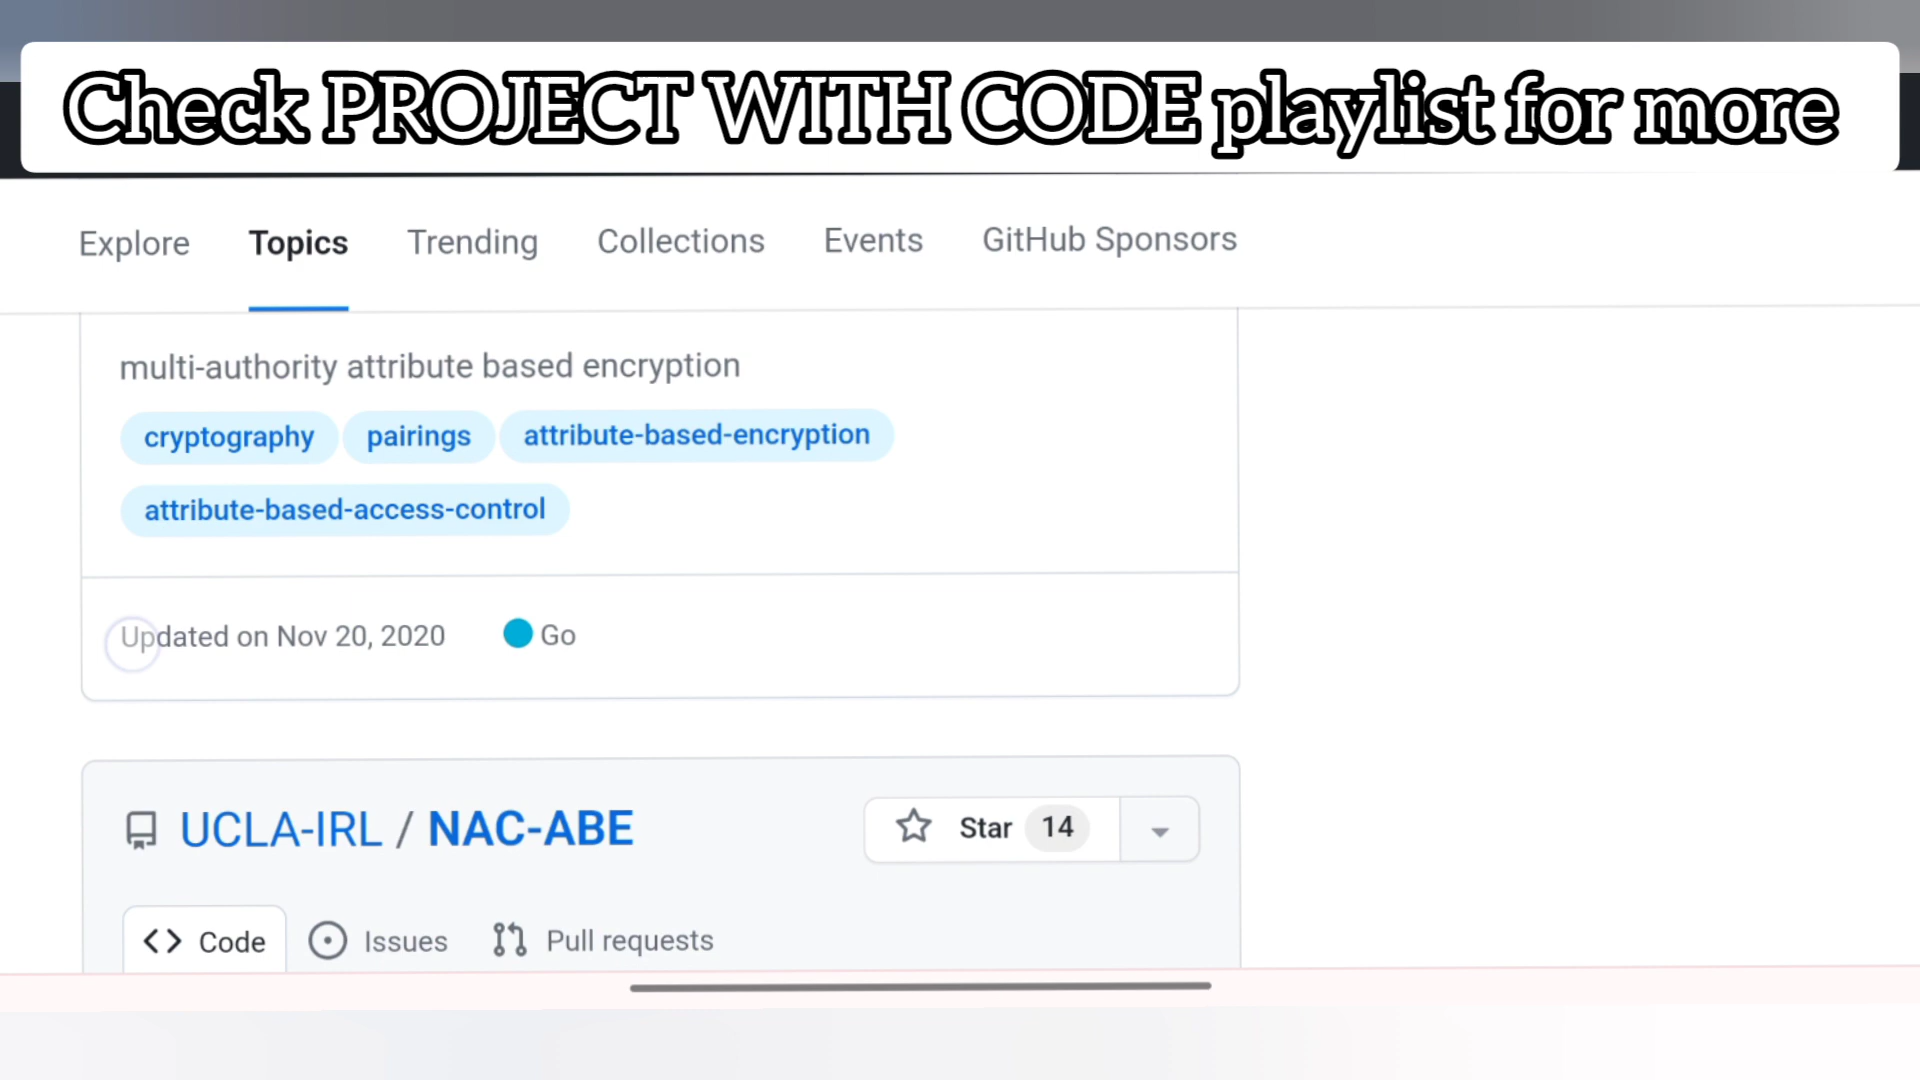 Check PROJECT WITH CODE playlist for more
Explore Topics Trending Collections Events GitHub Sponsors
multi-authority attribute based encryption
cryptography pairings attribute-based-encryption
attribute-based-access-control
Updated on Nov 20, 2020 Go
UCLA-IRL / NAC-ABE Star 14
Code Issues Pull requests